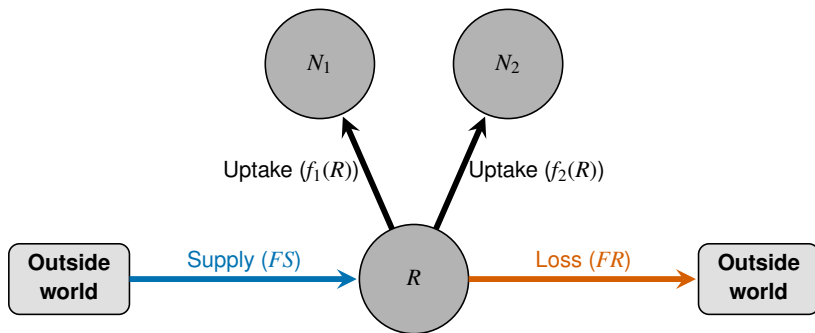 N₁
N₂
Uptake (f₁(R))
Uptake (f₂(R))
Outside
world
Supply (FS)
R
Loss (FR)
Outside
world